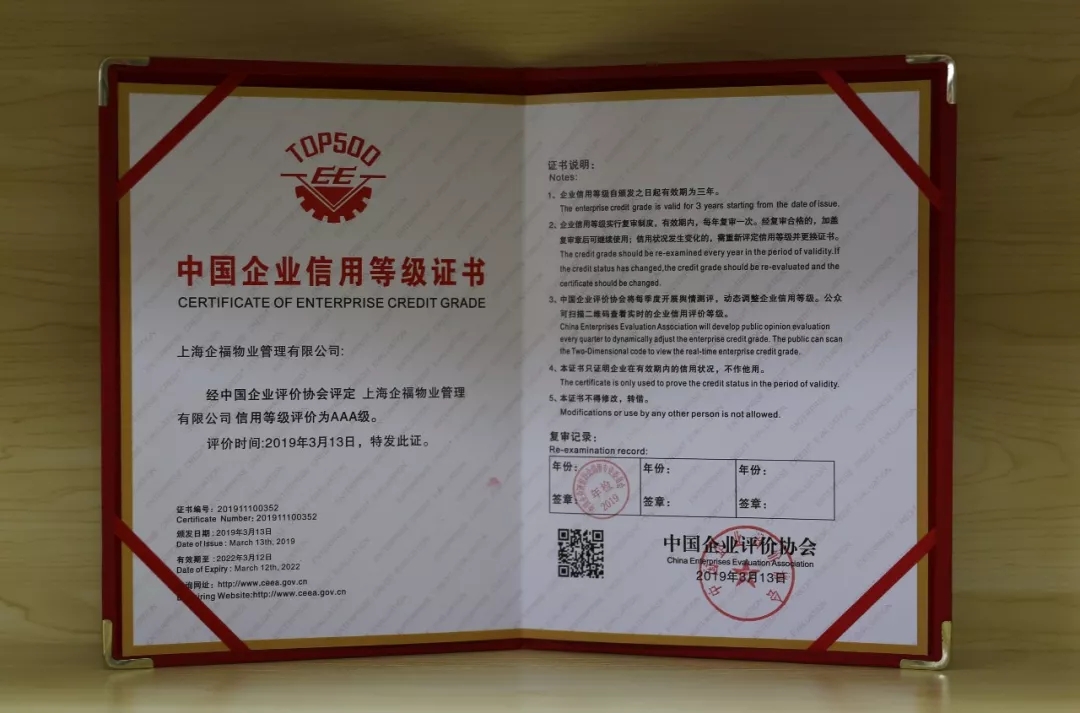 TOP500
EE
中国企业信用等级证书
CERTIFICATE OF ENTERPRISE CREDIT GRADE
上海企福物业管理有限公司:
经中国企业评价协会评定 上海企福物业管理
有限公司 信用等级评价为AAA级。
评价时间:2019年3月13日，特发此证。
证书编号: 201911100352
Certificate Number: 201911100352
颁发日期: 2019年3月13日
Date of Issue: March 13th, 2019
有效期至: 2022年3月12日
Date of Expiry: March 12th, 2022
询网址: http://www.ceea.gov.cn
iring Website:http://www.ceea.gov.cn
证书说明:
Notes:
1、企业信用等级自颁发之日起有效期为三年。
The enterprise credit grade is valid for 3 years starting from the date of issue.
2、企业信用等级实行复审制度，有效期内，每年复审一次。经复审合格的，加盖
复审章后可继续使用；信用状况发生变化的，需重新评定信用等级并更换证书。
The credit grade should be re-examined every year in the period of validity.If
the credit status has changed,the credit grade should be re-evaluated and the
certificate should be changed.
3、中国企业评价协会将每季度开展舆情测评，动态调整企业信用等级。公众
可扫描二维码查看实时的企业信用评价等级。
China Enterprises Evaluation Association will develop public opinion evaluation
every quarter to dynamically adjust the enterprise credit grade. The public can scan
the Two-Dimensional code to view the real-time enterprise credit grade.
4、本证书只证明企业在有效期内的信用状况，不作他用。
The certificate is only used to prove the credit status in the period of validity.
5、本证书不得修改，转借。
Modifications or use by any other person is not allowed.
复审记录:
Re-examination record:
年份: 年份: 年份:
年检
2019
签章: 签章: 签章:
中国企业评价协会
China Enterprises Evaluation Association
2019年3月13日